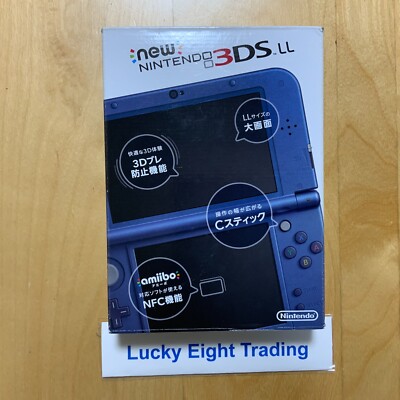 new
NINTENDO3DS LL
LLサイズの
大画面
快適な3D体験
3Dブレ
防止機能
操作の幅が広がる
Cスティック
X
A
B
amiibo
アミーボ
対応ソフトが使える
NFC機能
Nintendo
Lucky Eight Trading